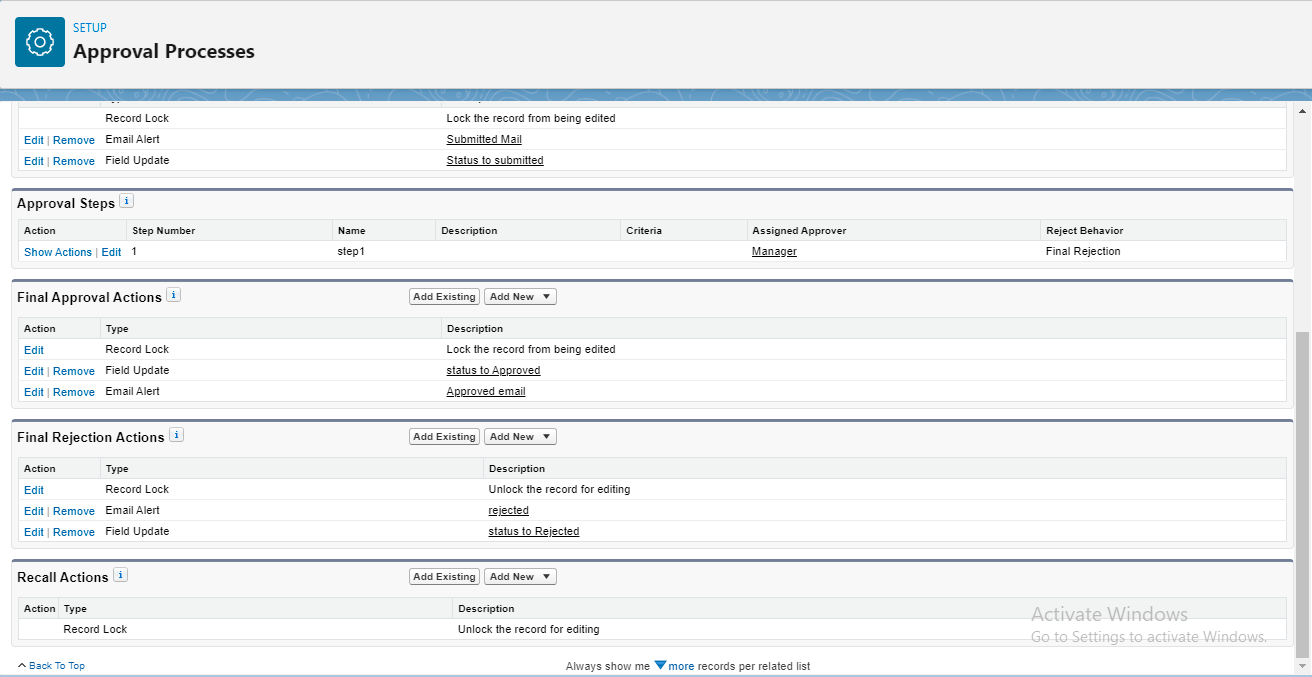 SETUP
Approval Processes
Record Lock Lock the record from being edited
Edit | Remove Email Alert Submitted Mail
Edit | Remove Field Update Status to submitted
Approval Steps i
Action Step Number Name Description Criteria Assigned Approver Reject Behavior
Show Actions | Edit 1 step1 Manager Final Rejection
Final Approval Actions i Add Existing Add New ▼
Action Type Description
Edit Record Lock Lock the record from being edited
Edit | Remove Field Update status to Approved
Edit | Remove Email Alert Approved email
Final Rejection Actions i Add Existing Add New ▼
Action Type Description
Edit Record Lock Unlock the record for editing
Edit | Remove Email Alert rejected
Edit | Remove Field Update status to Rejected
Recall Actions i Add Existing Add New ▼
Action Type Description
Record Lock Unlock the record for editing
Activate Windows
Go to Settings to activate Windows.
Back To Top Always show me ▼ more records per related list